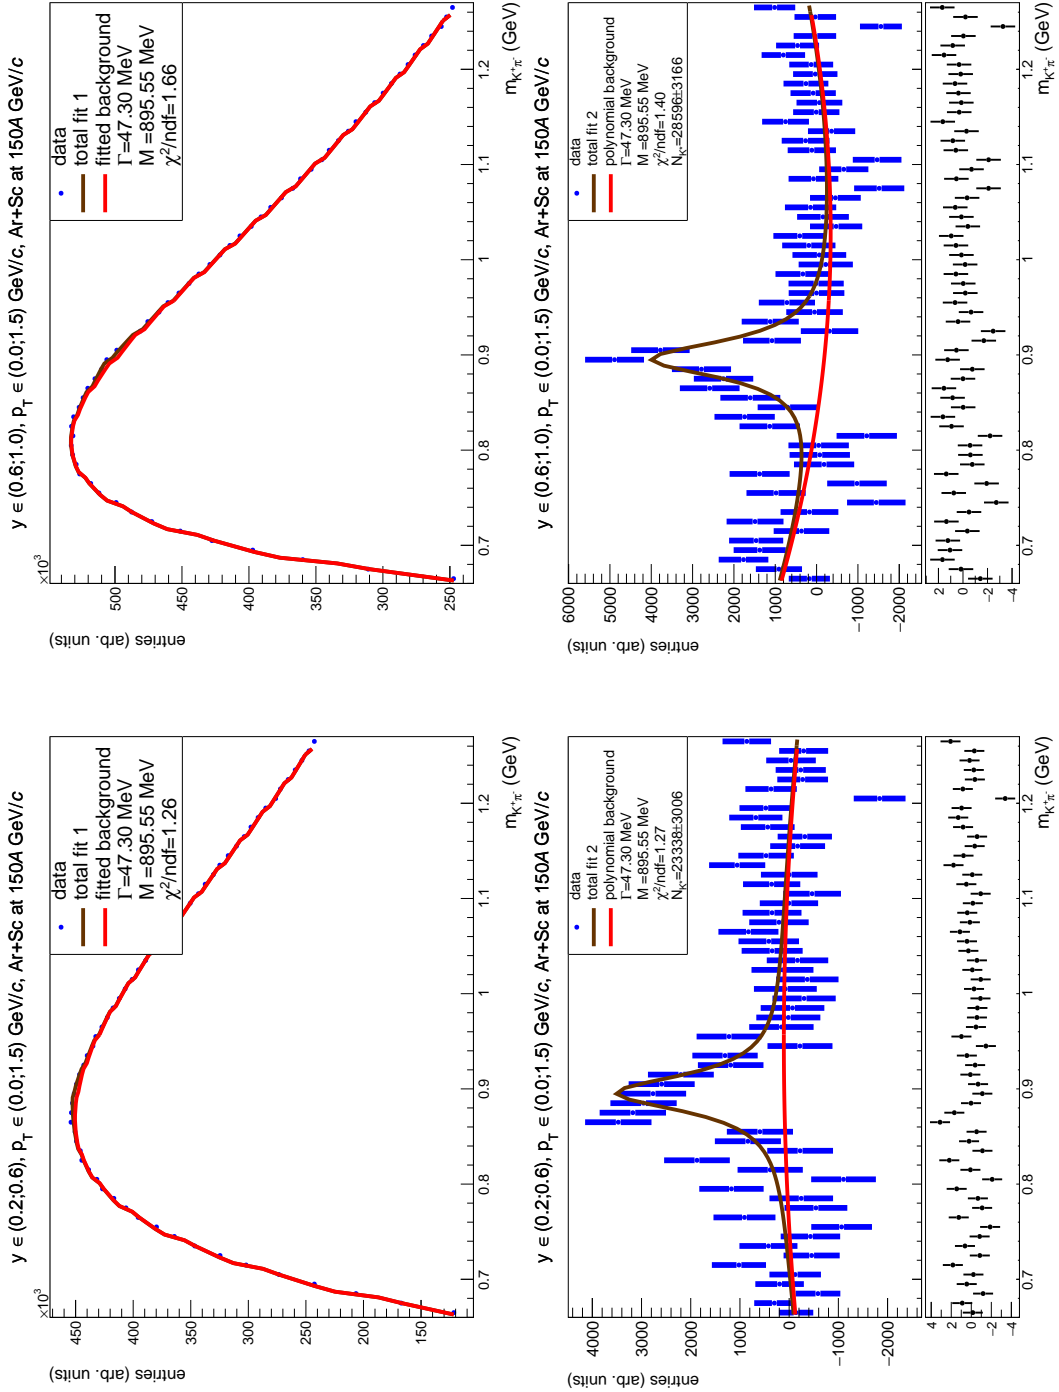 y ∈ (0.2;0.6), p_T ∈ (0.0;1.5) GeV/c, Ar+Sc at 150A GeV/c
×10³
entries (arb. units)
450
400
350
300
250
200
150
data
total fit 1
fitted background
Γ=47.30 MeV
M =895.55 MeV
χ²/ndf=1.26
0.7 0.8 0.9 1 1.1 1.2
m_K⁺π⁻ (GeV)
y ∈ (0.6;1.0), p_T ∈ (0.0;1.5) GeV/c, Ar+Sc at 150A GeV/c
×10³
entries (arb. units)
500
450
400
350
300
250
data
total fit 1
fitted background
Γ=47.30 MeV
M =895.55 MeV
χ²/ndf=1.66
0.7 0.8 0.9 1 1.1 1.2
m_K⁺π⁻ (GeV)
y ∈ (0.2;0.6), p_T ∈ (0.0;1.5) GeV/c, Ar+Sc at 150A GeV/c
entries (arb. units)
4000
3000
2000
1000
0
−1000
−2000
data
total fit 2
polynomial background
Γ=47.30 MeV
M =895.55 MeV
χ²/ndf=1.27
N_K*=23338±3006
4
2
0
−2
−4
0.7 0.8 0.9 1 1.1 1.2
m_K⁺π⁻ (GeV)
y ∈ (0.6;1.0), p_T ∈ (0.0;1.5) GeV/c, Ar+Sc at 150A GeV/c
entries (arb. units)
6000
5000
4000
3000
2000
1000
0
−1000
−2000
data
total fit 2
polynomial background
Γ=47.30 MeV
M =895.55 MeV
χ²/ndf=1.40
N_K*=28596±3166
2
0
−2
−4
0.7 0.8 0.9 1 1.1 1.2
m_K⁺π⁻ (GeV)